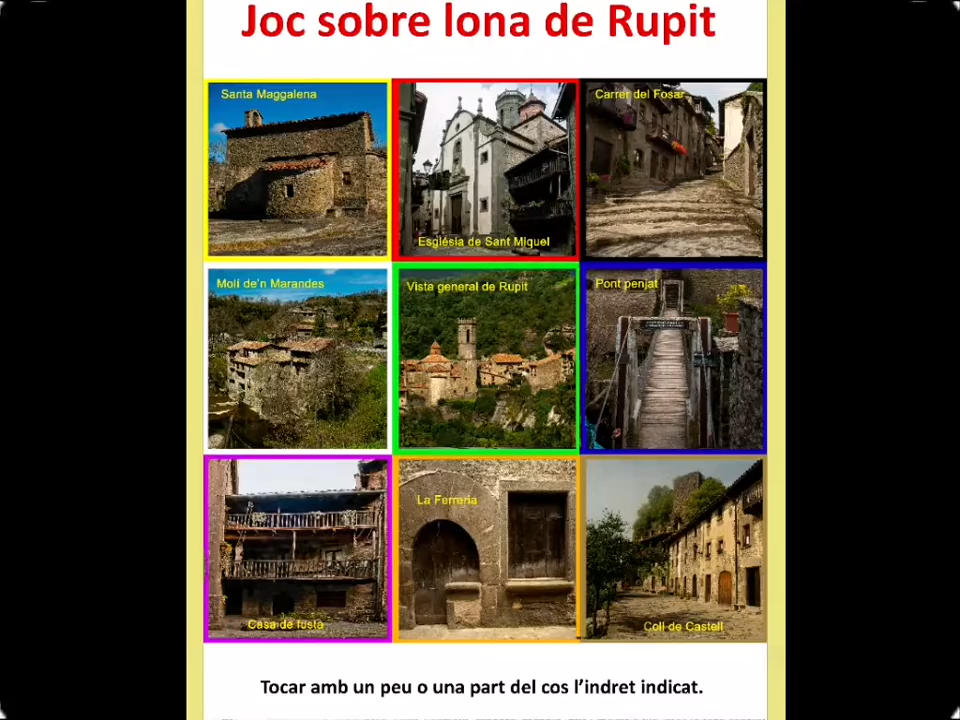 Joc sobre lona de Rupit
Santa Maggalena
Església de Sant Miquel
Carrer del Fosar
Molí de'n Marandes
Vista general de Rupit
Pont penjat
Casa de fusta
La Ferreria
Coll de Castell
Tocar amb un peu o una part del cos l'indret indicat.